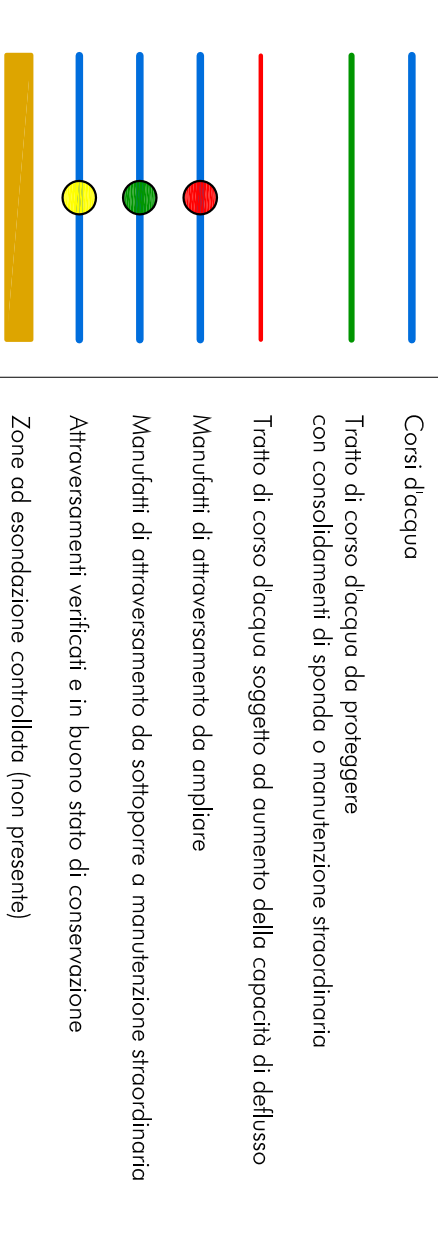 Corsi d'acqua
Tratto di corso d'acqua da proteggere
con consolidamenti di sponda o manutenzione straordinaria
Tratto di corso d'acqua soggetto ad aumento della capacità di deflusso
Manufatti di attraversamento da ampliare
Manufatti di attraversamento da sottoporre a manutenzione straordinaria
Attraversamenti verificati e in buono stato di conservazione
Zone ad esondazione controllata (non presente)